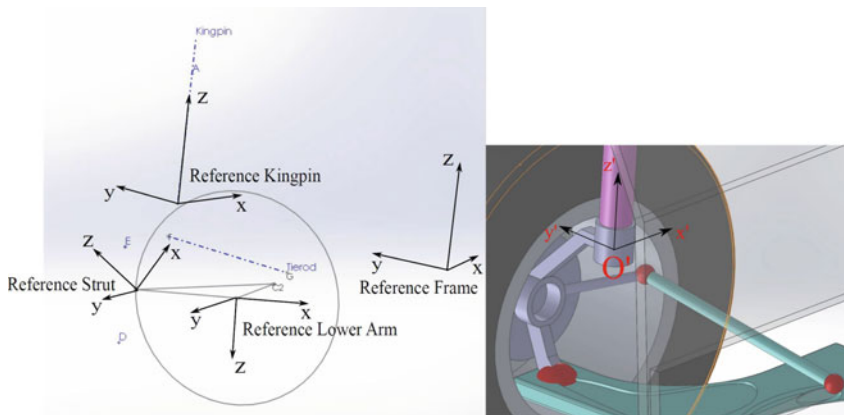 Kingpin
A
z
y
x
Reference Kingpin
z
E
x
Tierod
G
C2
Reference Strut
y
x
y
z
Reference Lower Arm
D
z
y
x
Reference Frame
z'
y'
x'
O'